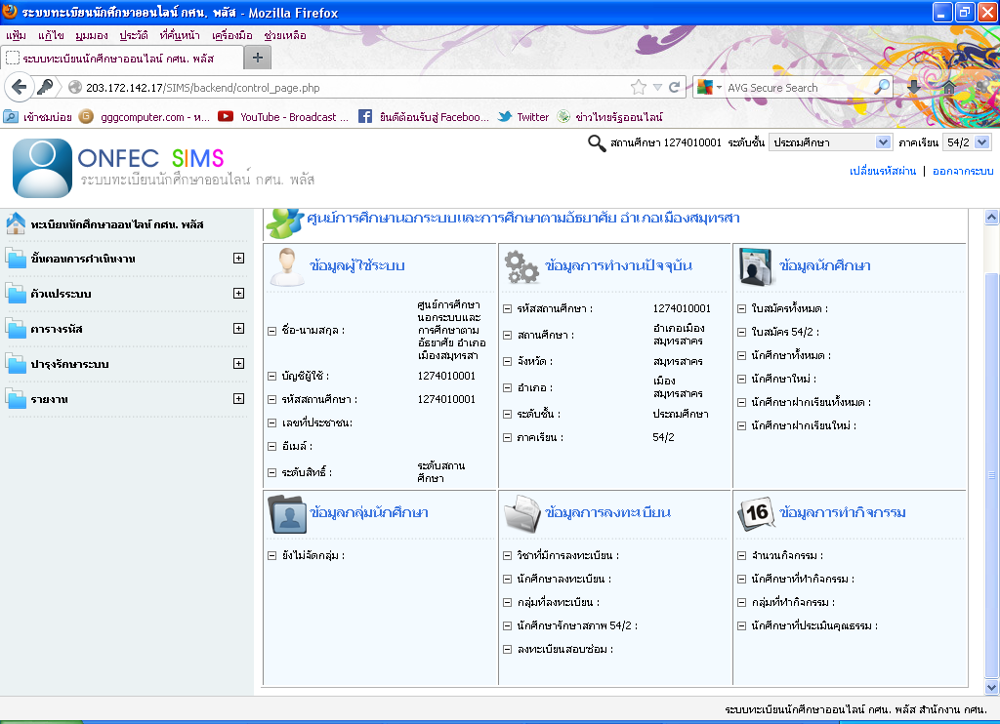 ระบบทะเบียนนักศึกษาออนไลน์ กศน. พลัส - Mozilla Firefox
แฟ้ม แก้ไข มุมมอง ประวัติ ที่คั่นหน้า เครื่องมือ ช่วยเหลือ
ระบบทะเบียนนักศึกษาออนไลน์ กศน. พลัส
203.172.142.17/SIMS/backend/control_page.php AVG Secure Search
เข้าชมบ่อย gggcomputer.com - ห... YouTube - Broadcast ... ยินดีต้อนรับสู่ Faceboo... Twitter ข่าวไทยรัฐออนไลน์
ONFEC SIMS
ระบบทะเบียนนักศึกษาออนไลน์ กศน. พลัส
สถานศึกษา 1274010001 ระดับชั้น ประถมศึกษา ภาคเรียน 54/2
เปลี่ยนรหัสผ่าน | ออกจากระบบ
ทะเบียนนักศึกษาออนไลน์ กศน. พลัส
ขั้นตอนการดำเนินงาน
ตัวแปรระบบ
ตารางรหัส
บำรุงรักษาระบบ
รายงาน
ศูนย์การศึกษานอกระบบและการศึกษาตามอัธยาศัย อำเภอเมืองสมุทรสา
ข้อมูลผู้ใช้ระบบ
ชื่อ-นามสกุล :
ศูนย์การศึกษา
นอกระบบและ
การศึกษาตาม
อัธยาศัย อำเภอ
เมืองสมุทรสา
บัญชีผู้ใช้ : 1274010001
รหัสสถานศึกษา : 1274010001
เลขที่ประชาชน:
อีเมล์ :
ระดับสิทธิ์ : ระดับสถาน
ศึกษา
ข้อมูลการทำงานปัจจุบัน
รหัสสถานศึกษา : 1274010001
สถานศึกษา : อำเภอเมือง
สมุทรสาคร
จังหวัด : สมุทรสาคร
อำเภอ : เมือง
สมุทรสาคร
ระดับชั้น : ประถมศึกษา
ภาคเรียน : 54/2
ข้อมูลนักศึกษา
ใบสมัครทั้งหมด :
ใบสมัคร 54/2 :
นักศึกษาทั้งหมด :
นักศึกษาใหม่ :
นักศึกษาฝากเรียนทั้งหมด :
นักศึกษาฝากเรียนใหม่ :
ข้อมูลกลุ่มนักศึกษา
ยังไม่จัดกลุ่ม :
ข้อมูลการลงทะเบียน
วิชาที่มีการลงทะเบียน :
นักศึกษาลงทะเบียน :
กลุ่มที่ลงทะเบียน :
นักศึกษารักษาสภาพ 54/2 :
ลงทะเบียนสอบซ่อม :
16 ข้อมูลการทำกิจกรรม
จำนวนกิจกรรม :
นักศึกษาที่ทำกิจกรรม :
กลุ่มที่ทำกิจกรรม :
นักศึกษาที่ประเมินคุณธรรม :
ระบบทะเบียนนักศึกษาออนไลน์ กศน. พลัส สำนักงาน กศน.